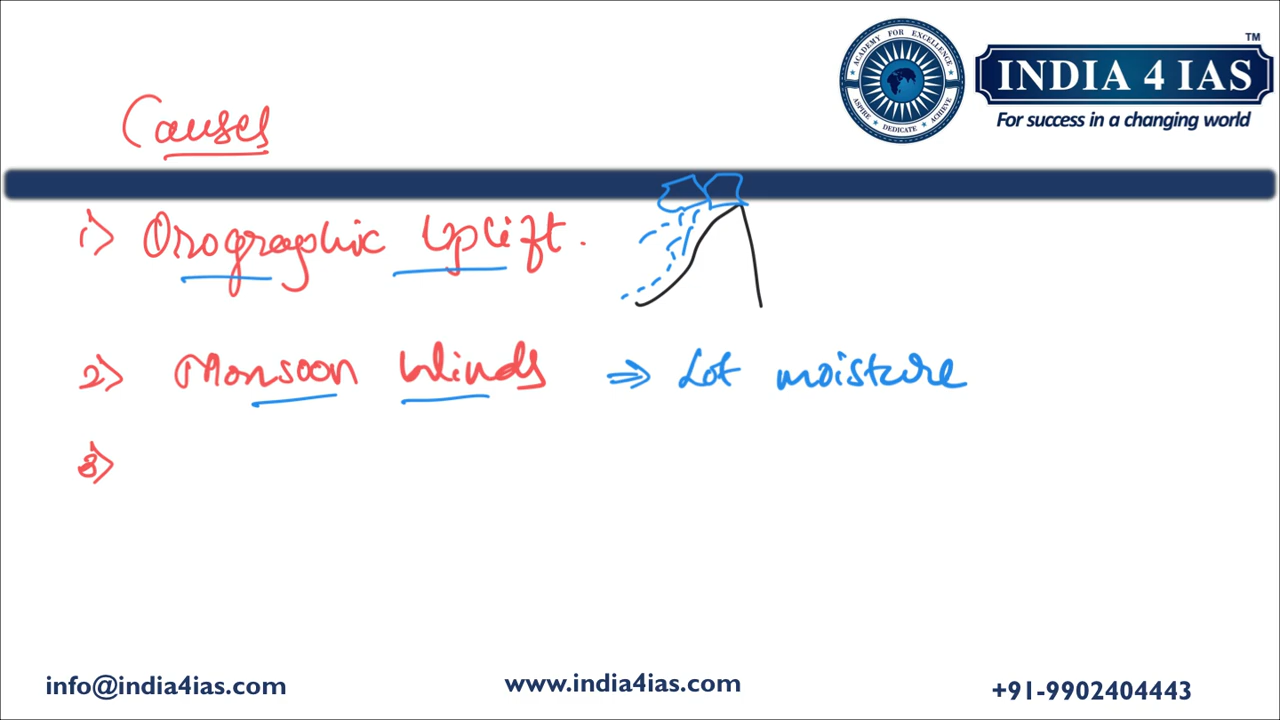 ACADEMY FOR EXCELLENCE
ASPIRE ★ DEDICATE ★ ACHIEVE
TM
INDIA 4 IAS
For success in a changing world
Causes
1) Orographic Uplift.
2) Monsoon Winds ⇒ Lot moisture
3)
info@india4ias.com
www.india4ias.com
+91-9902404443